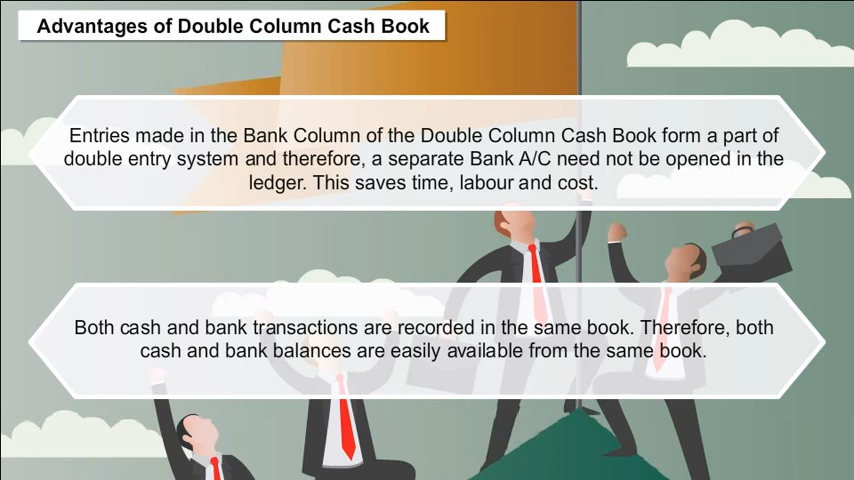 Advantages of Double Column Cash Book
Entries made in the Bank Column of the Double Column Cash Book form a part of
double entry system and therefore, a separate Bank A/C need not be opened in the
ledger. This saves time, labour and cost.
Both cash and bank transactions are recorded in the same book. Therefore, both
cash and bank balances are easily available from the same book.